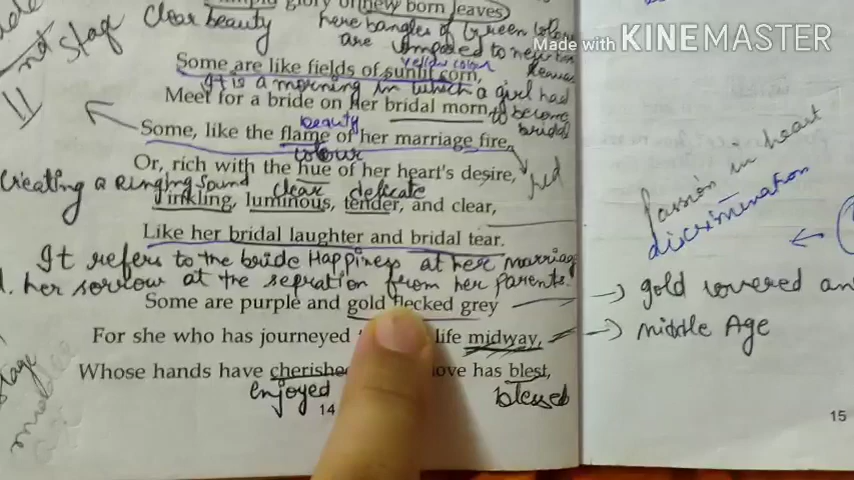 glory of new born leaves
Clear beauty
here bangles of Green colour
are compared to new born
leaves
Made with KINEMASTER
stage
yellow colour
Some are like fields of sunlit corn,
It is a morning in which a girl had
to become
bridal
Meet for a bride on her bridal morn,
beauty
Some, like the flame of her marriage fire,
colour
Or, rich with the hue of her heart's desire,
red
Creating a Ringing Sound
clear delicate
Tinkling, luminous, tender, and clear,
Like her bridal laughter and bridal tear.
It refers to the bride Happiness at her marriage
her sorrow at the sepration from her Parents.
Some are purple and gold flecked grey
For she who has journeyed life midway,
Whose hands have cherished love has blest,
enjoyed
blessed
14
passion in heart
discrimination
gold covered an
middle Age
15